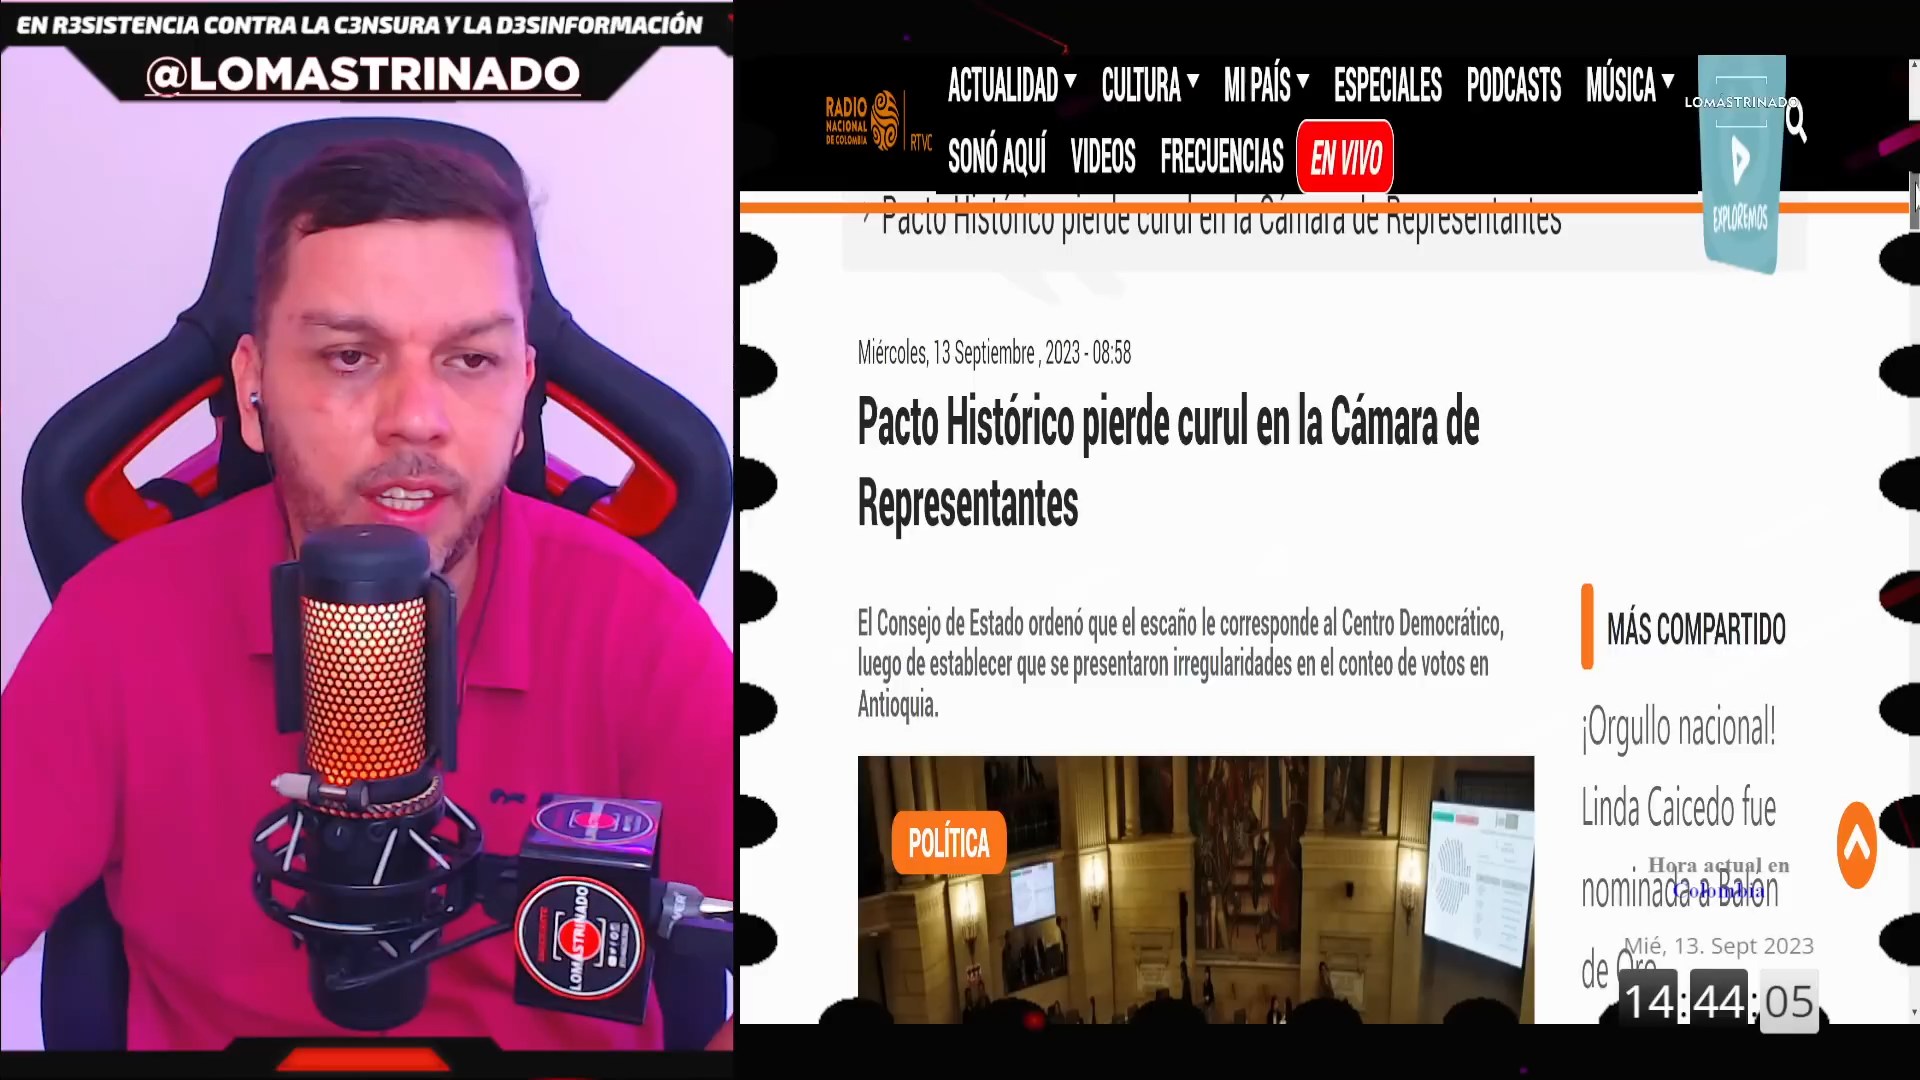 EN R3SISTENCIA CONTRA LA C3NSURA Y LA D3SINFORMACIÓN
@LOMASTRINADO
RADIO
NACIONAL
DE COLOMBIA
RTVC
ACTUALIDAD CULTURA MI PAÍS ESPECIALES PODCASTS MÚSICA
SONÓ AQUÍ VIDEOS FRECUENCIAS EN VIVO
LOMASTRINADO
EXPLOREMOS
Pacto Histórico pierde curul en la Cámara de Representantes
Miércoles, 13 Septiembre , 2023 - 08:58
Pacto Histórico pierde curul en la Cámara de
Representantes
El Consejo de Estado ordenó que el escaño le corresponde al Centro Democrático,
luego de establecer que se presentaron irregularidades en el conteo de votos en
Antioquia.
POLÍTICA
MÁS COMPARTIDO
¡Orgullo nacional!
Linda Caicedo fue
nominada a Balón
de Oro
Hora actual en
Colombia
Mié, 13. Sept 2023
14:44:05
LOMASTRINADO